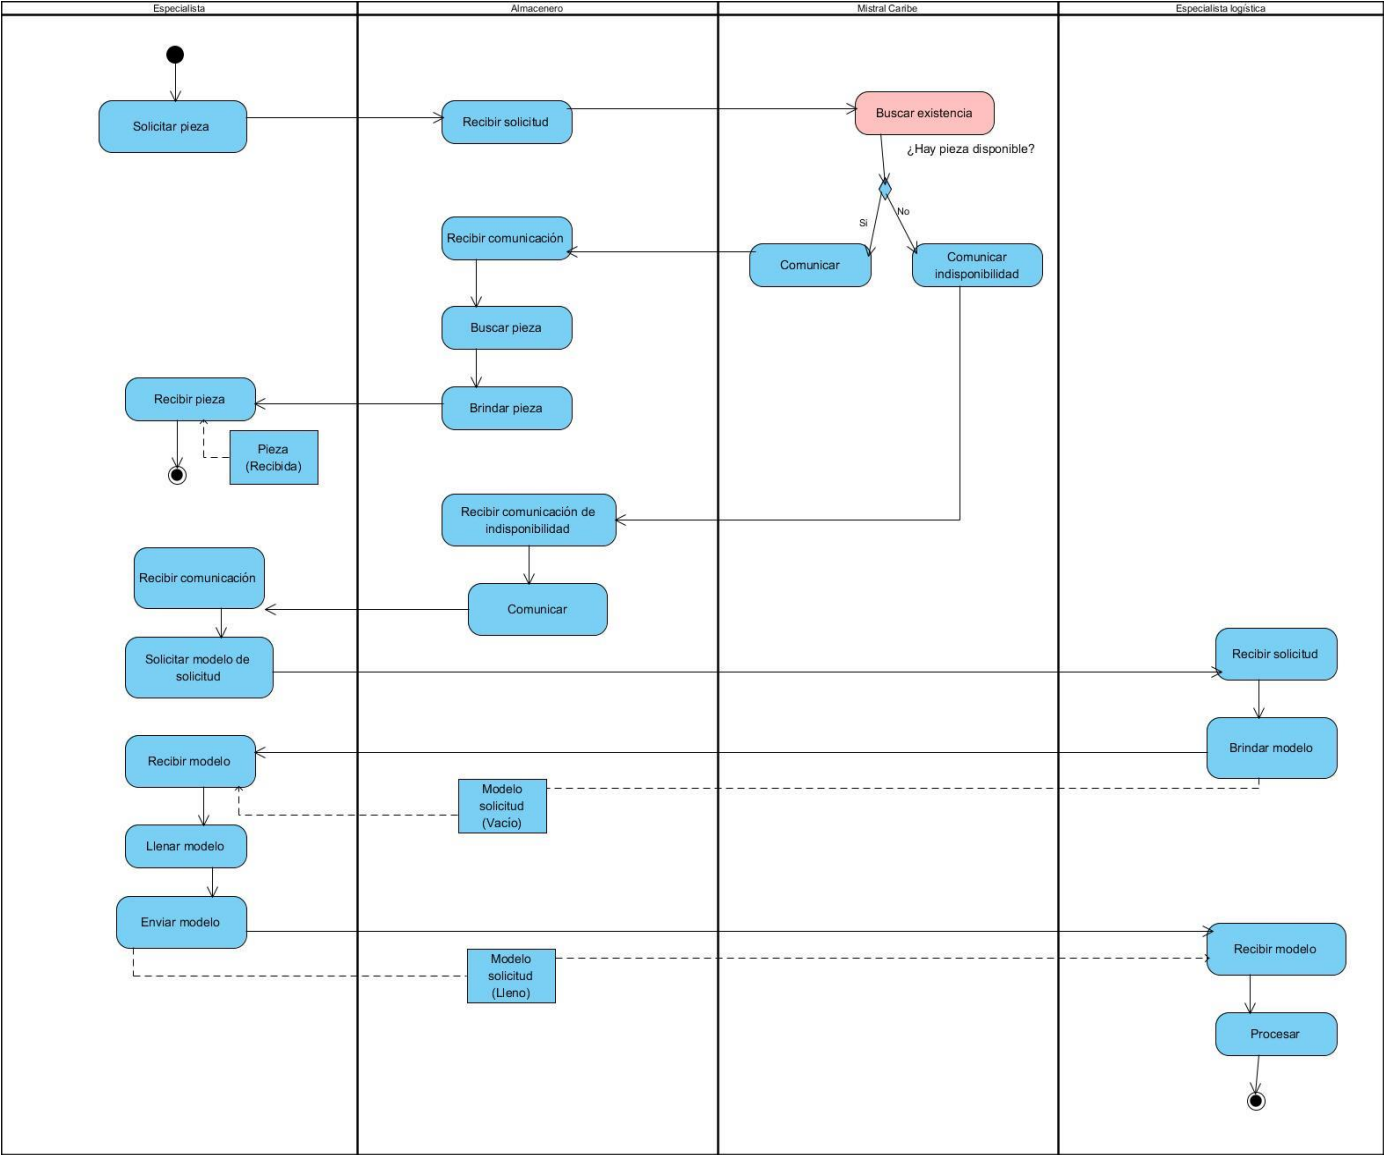 Especialista
Almacenero
Mistral Caribe
Especialista logística
Solicitar pieza
Recibir solicitud
Buscar existencia
¿Hay pieza disponible?
Si
No
Recibir comunicación
Comunicar
Comunicar
indisponibilidad
Buscar pieza
Recibir pieza
Brindar pieza
Pieza
(Recibida)
Recibir comunicación de
indisponibilidad
Recibir comunicación
Comunicar
Solicitar modelo de
solicitud
Recibir solicitud
Recibir modelo
Brindar modelo
Modelo
solicitud
(Vacío)
Llenar modelo
Enviar modelo
Modelo
solicitud
(Lleno)
Recibir modelo
Procesar